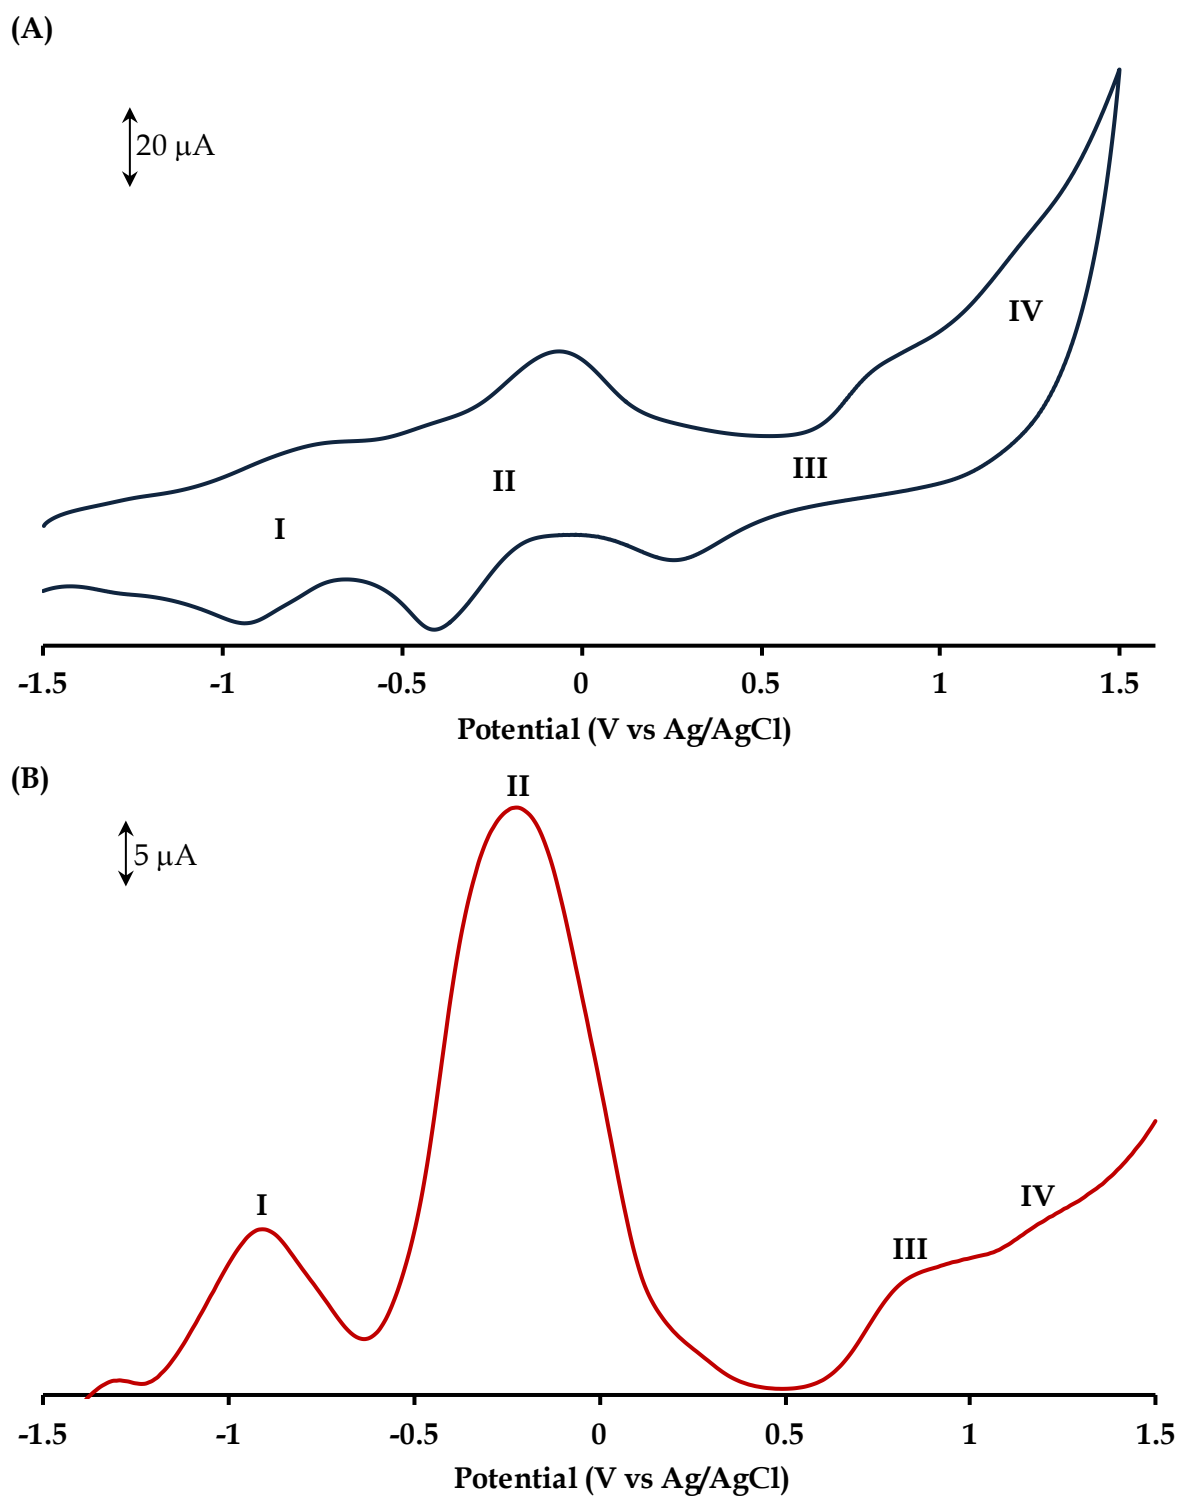 (A)
20 µA
IV
III
II
I
-1.5 -1 -0.5 0 0.5 1 1.5
Potential (V vs Ag/AgCl)
(B)
II
5 µA
I
IV
III
-1.5 -1 -0.5 0 0.5 1 1.5
Potential (V vs Ag/AgCl)